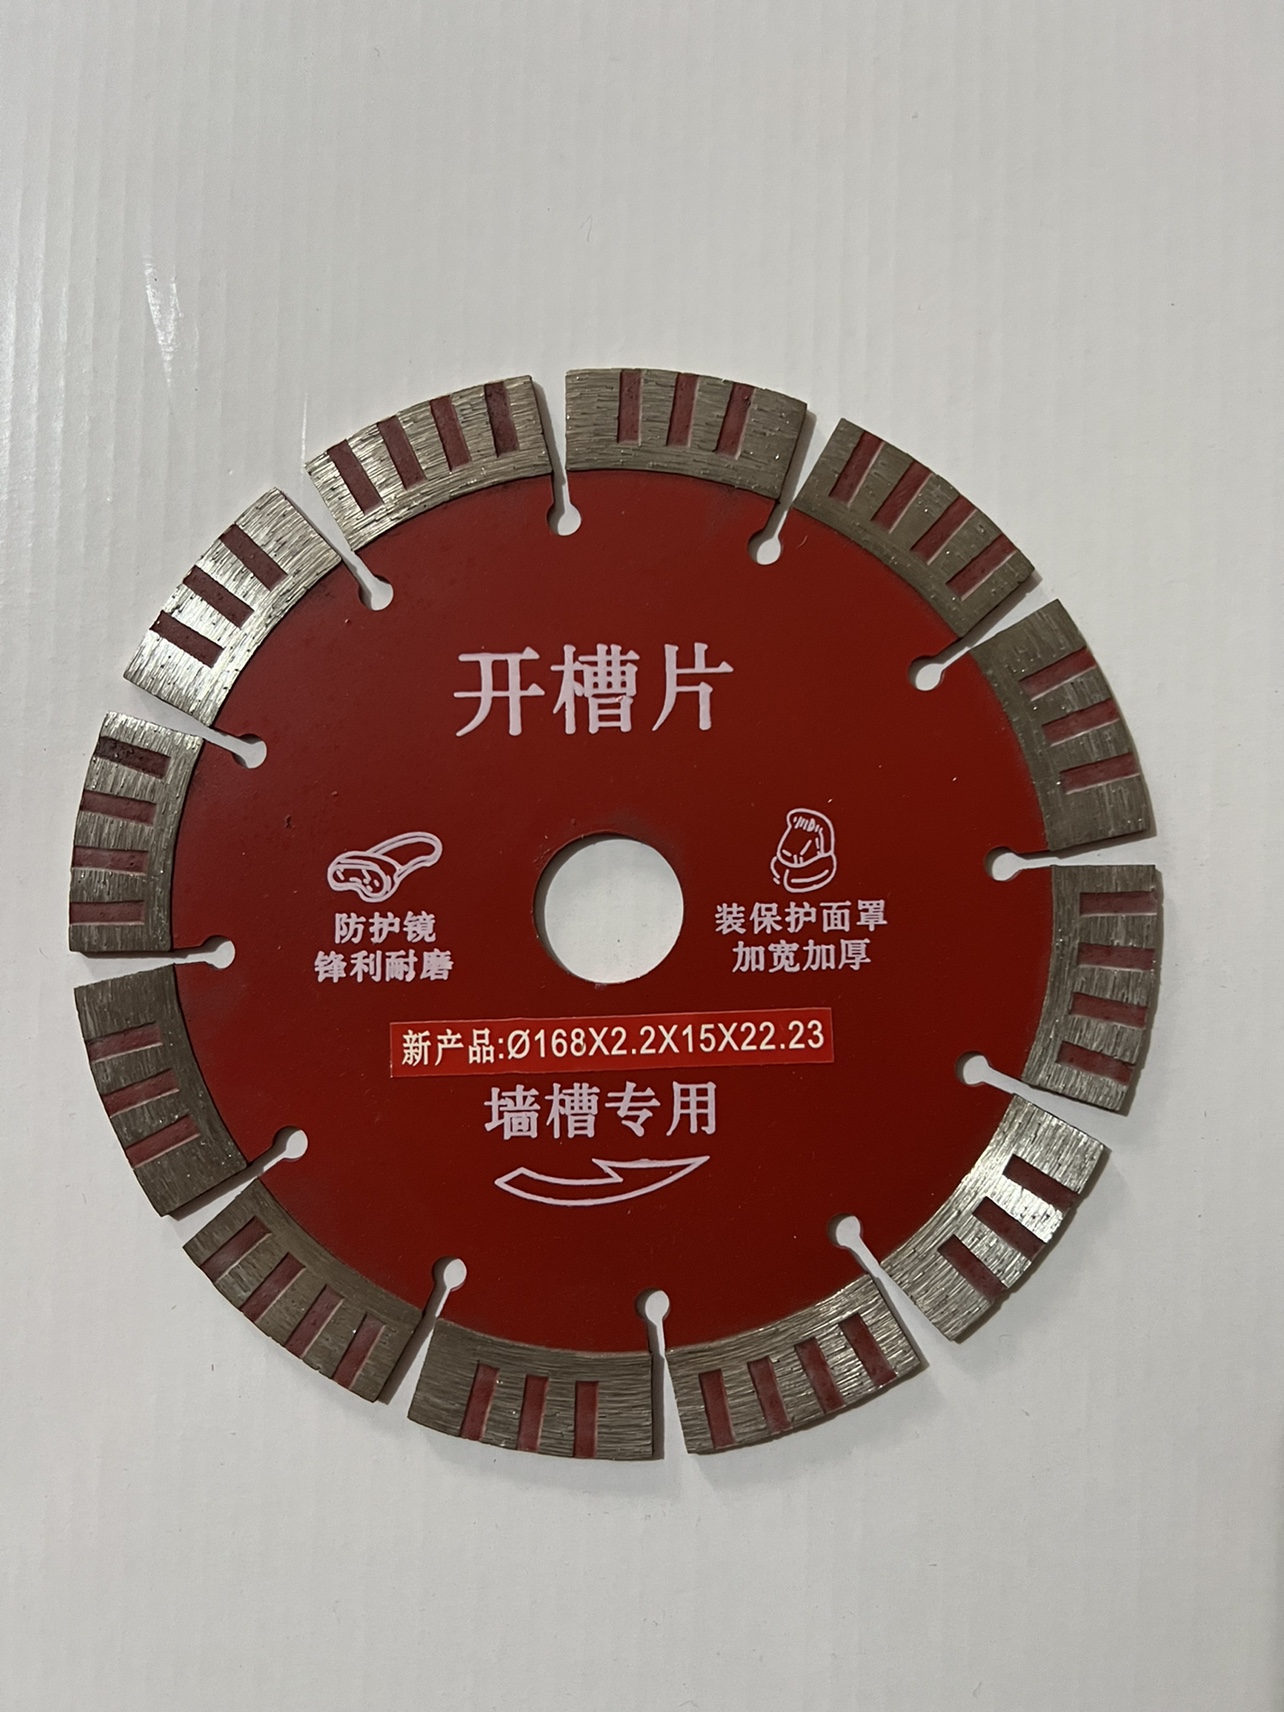 开槽片
防护镜
锋利耐磨
装保护面罩
加宽加厚
新产品:Ø168X2.2X15X22.23
墙槽专用